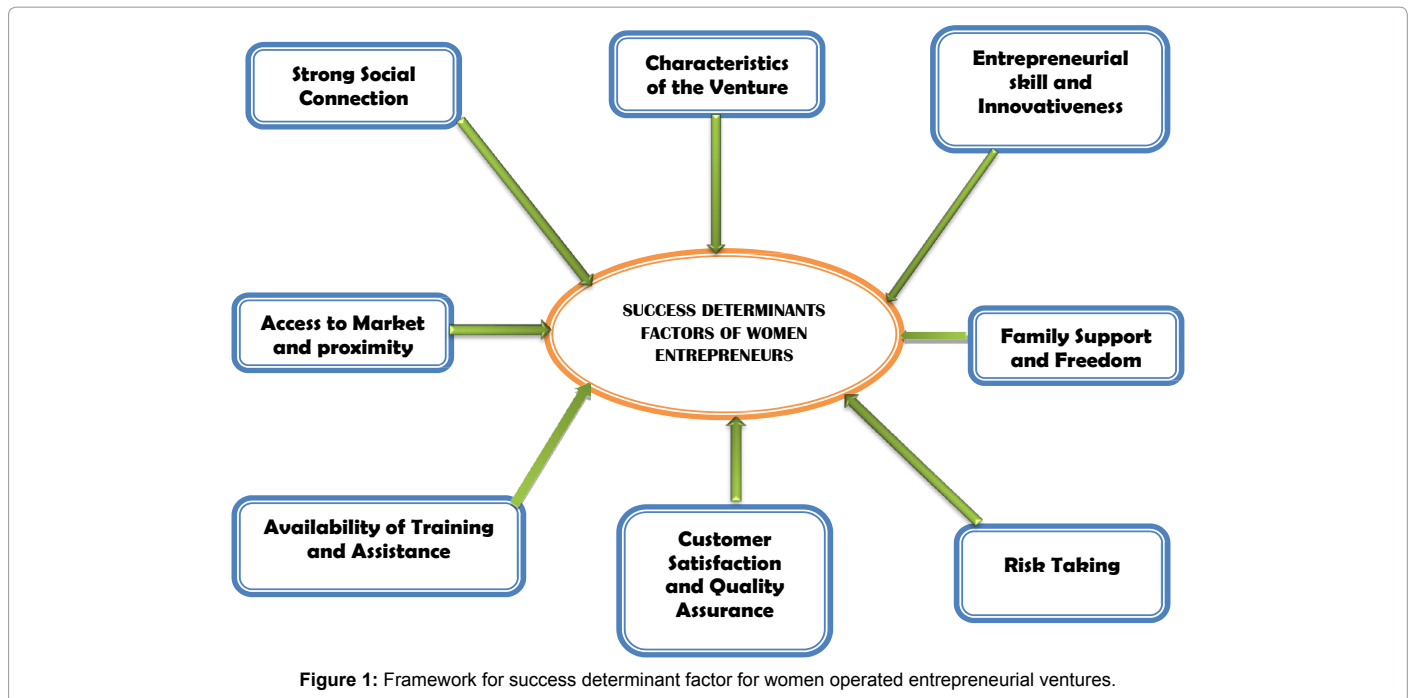 Strong Social
Connection
Characteristics
of the Venture
Entrepreneurial
skill and
Innovativeness
Access to Market
and proximity
SUCCESS DETERMINANTS
FACTORS OF WOMEN
ENTREPRENEURS
Family Support
and Freedom
Availability of Training
and Assistance
Customer
Satisfaction
and Quality
Assurance
Risk Taking
Figure 1: Framework for success determinant factor for women operated entrepreneurial ventures.